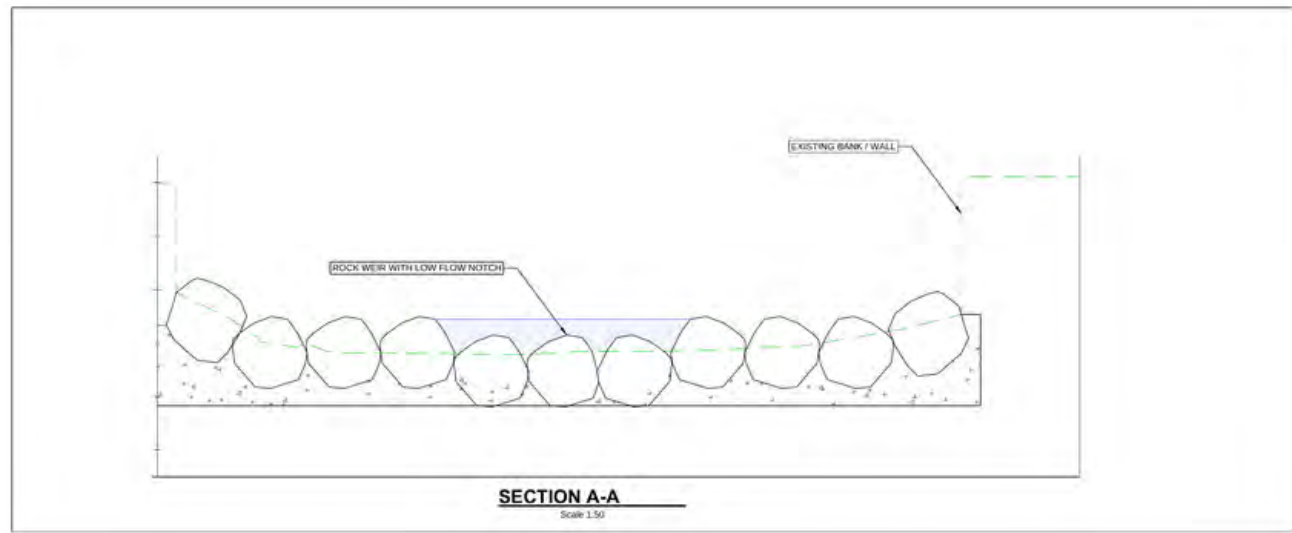 EXISTING BANK / WALL
ROCK WEIR WITH LOW FLOW NOTCH
SECTION A-A
Scale 1:50